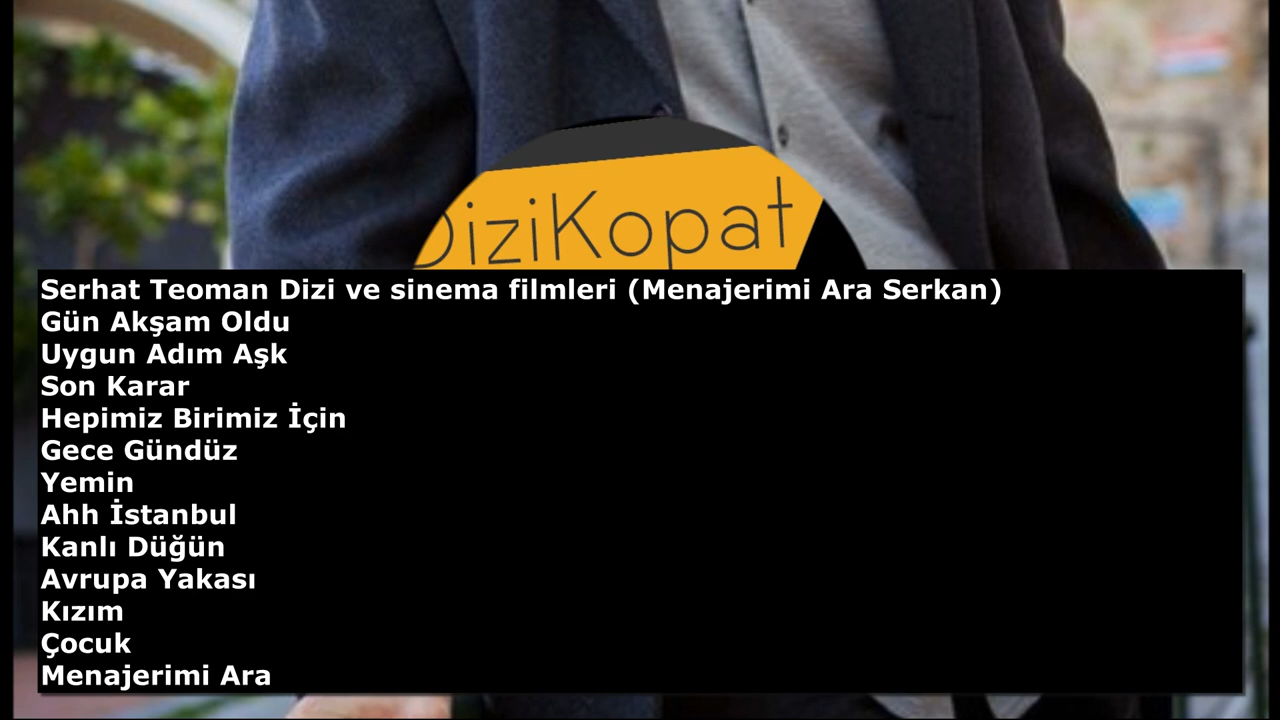 DiziKopat
Serhat Teoman Dizi ve sinema filmleri (Menajerimi Ara Serkan)
Gün Akşam Oldu
Uygun Adım Aşk
Son Karar
Hepimiz Birimiz İçin
Gece Gündüz
Yemin
Ahh İstanbul
Kanlı Düğün
Avrupa Yakası
Kızım
Çocuk
Menajerimi Ara